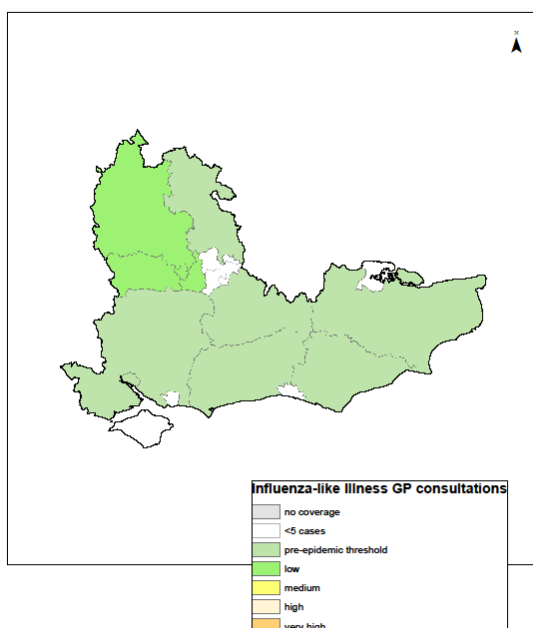 N
Influenza-like Illness GP consultations
no coverage
<5 cases
pre-epidemic threshold
low
medium
high
very high